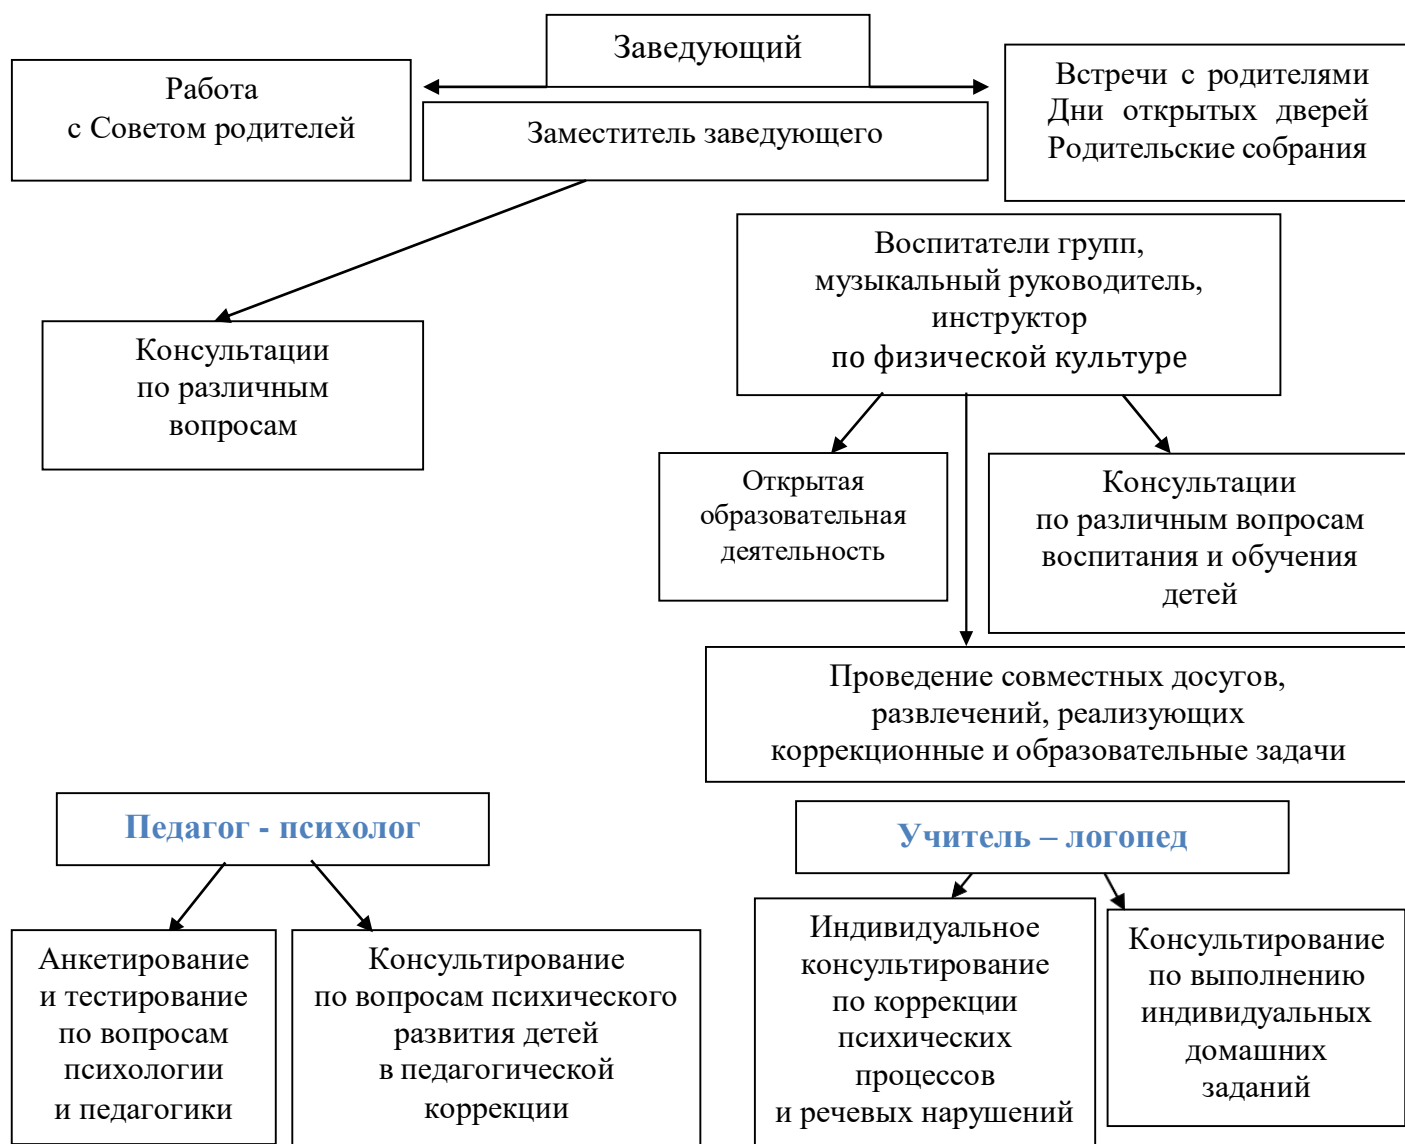 Заведующий
Работа
с Советом родителей
Встречи с родителями
Дни открытых дверей
Родительские собрания
Заместитель заведующего
Воспитатели групп,
музыкальный руководитель,
инструктор
по физической культуре
Консультации
по различным
вопросам
Открытая
образовательная
деятельность
Консультации
по различным вопросам
воспитания и обучения
детей
Проведение совместных досугов,
развлечений, реализующих
коррекционные и образовательные задачи
Педагог - психолог
Учитель – логопед
Анкетирование
и тестирование
по вопросам
психологии
и педагогики
Консультирование
по вопросам психического
развития детей
в педагогической
коррекции
Индивидуальное
консультирование
по коррекции
психических
процессов
и речевых нарушений
Консультирование
по выполнению
индивидуальных
домашних
заданий